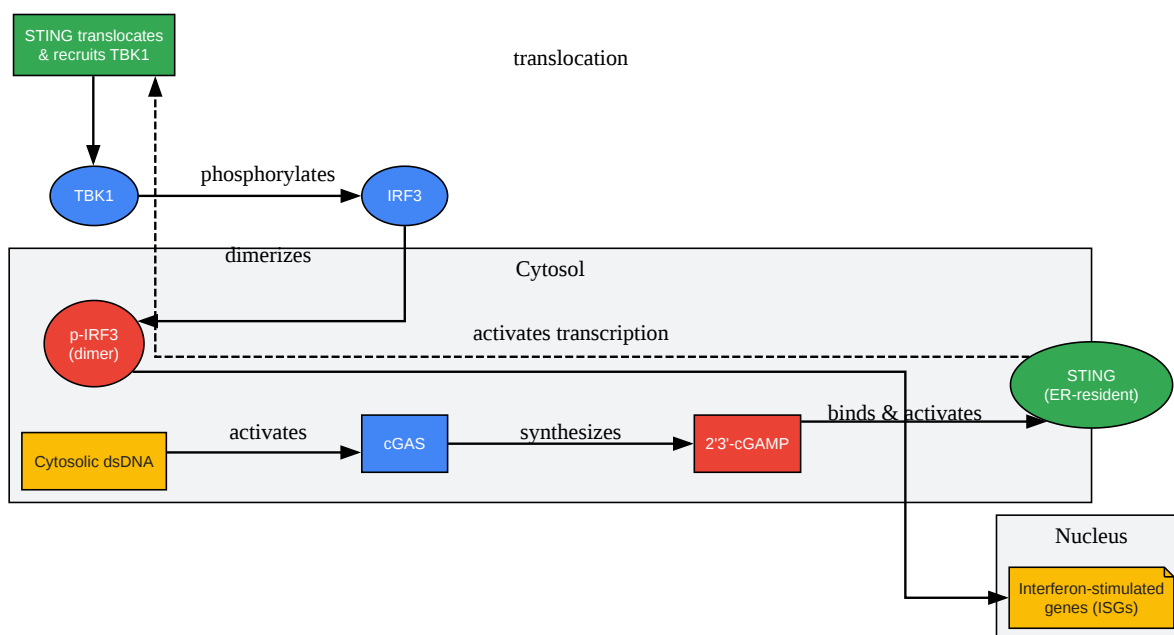 STING translocates
& recruits TBK1
translocation
TBK1
phosphorylates
IRF3
dimerizes
Cytosol
p-IRF3
(dimer)
activates transcription
STING
(ER-resident)
Cytosolic dsDNA
activates
cGAS
synthesizes
2'3'-cGAMP
binds & activates
Nucleus
Interferon-stimulated
genes (ISGs)